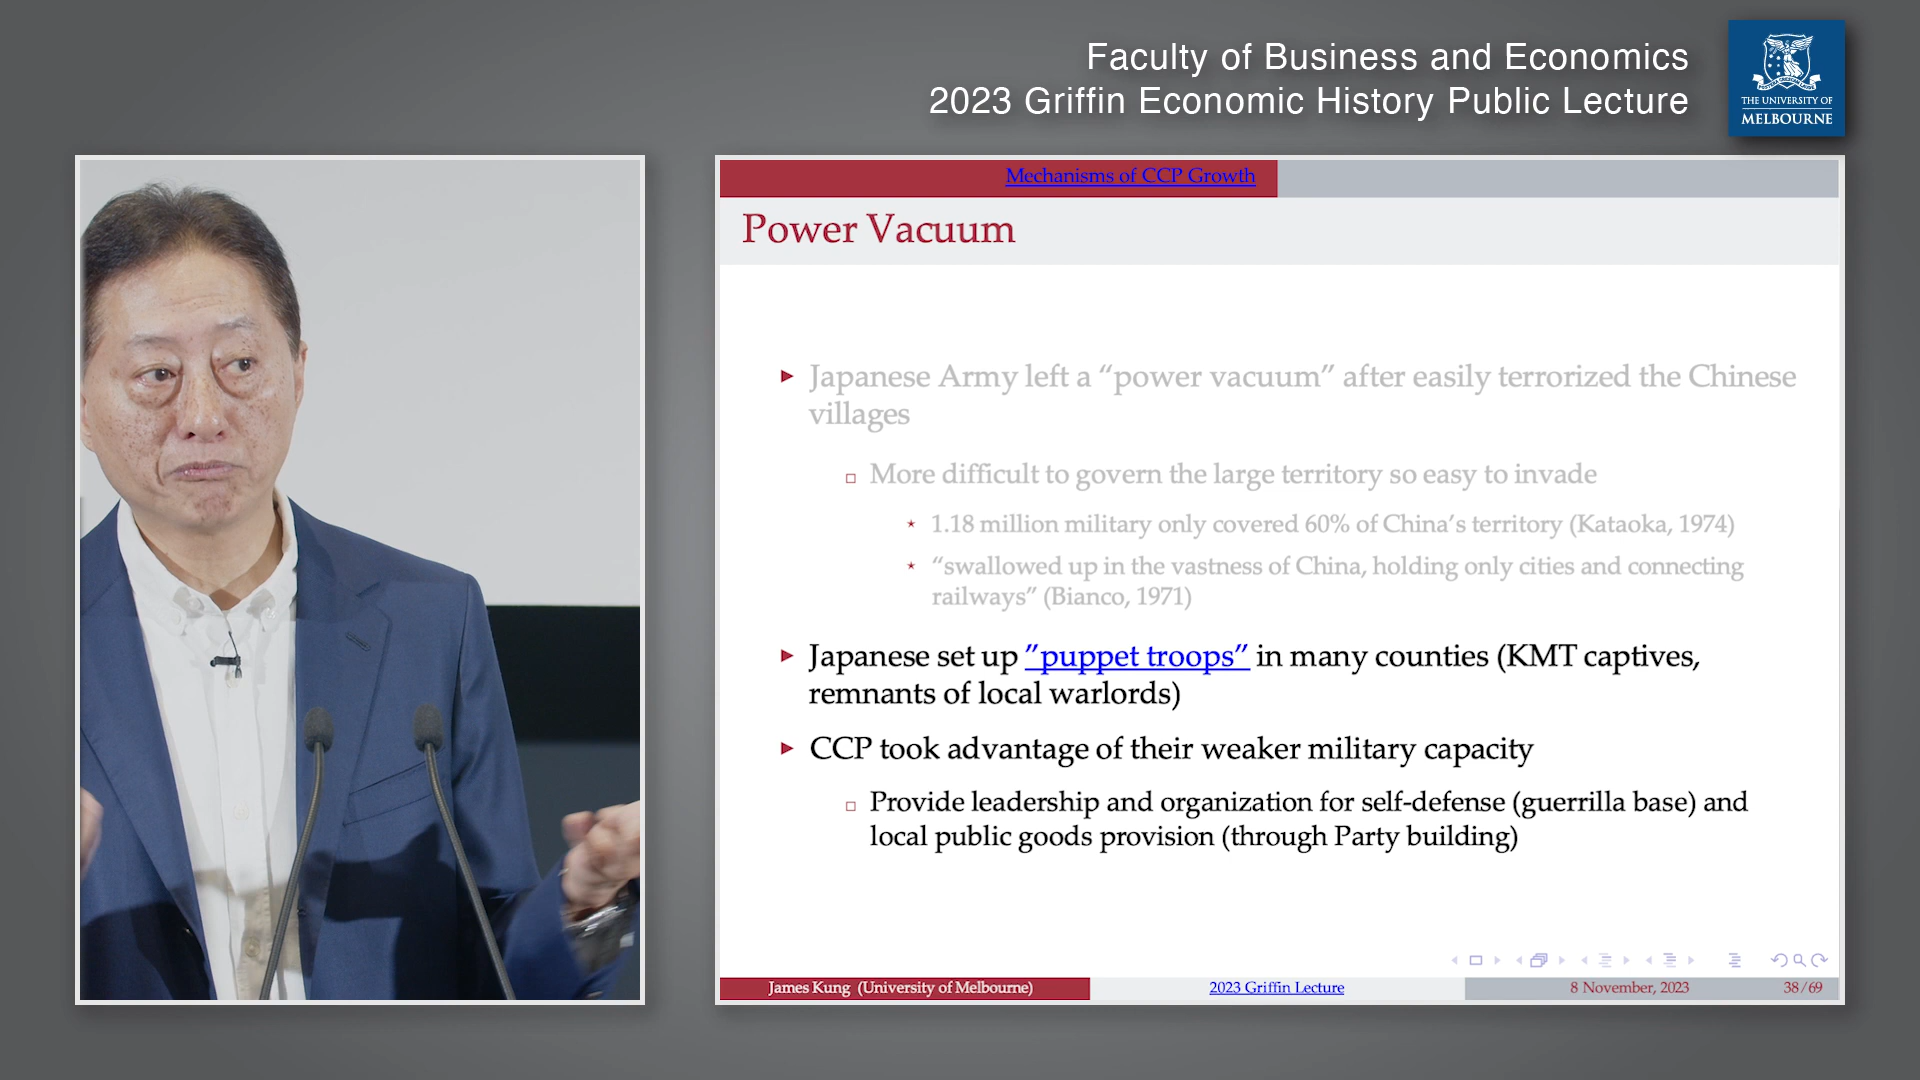 Faculty of Business and Economics
2023 Griffin Economic History Public Lecture
THE UNIVERSITY OF
MELBOURNE
Mechanisms of CCP Growth
Power Vacuum
Japanese Army left a “power vacuum” after easily terrorized the Chinese
villages
More difficult to govern the large territory so easy to invade
1.18 million military only covered 60% of China’s territory (Kataoka, 1974)
“swallowed up in the vastness of China, holding only cities and connecting
railways” (Bianco, 1971)
Japanese set up ”puppet troops” in many counties (KMT captives,
remnants of local warlords)
CCP took advantage of their weaker military capacity
Provide leadership and organization for self-defense (guerrilla base) and
local public goods provision (through Party building)
James Kung (University of Melbourne)
2023 Griffin Lecture
8 November, 2023
38/69